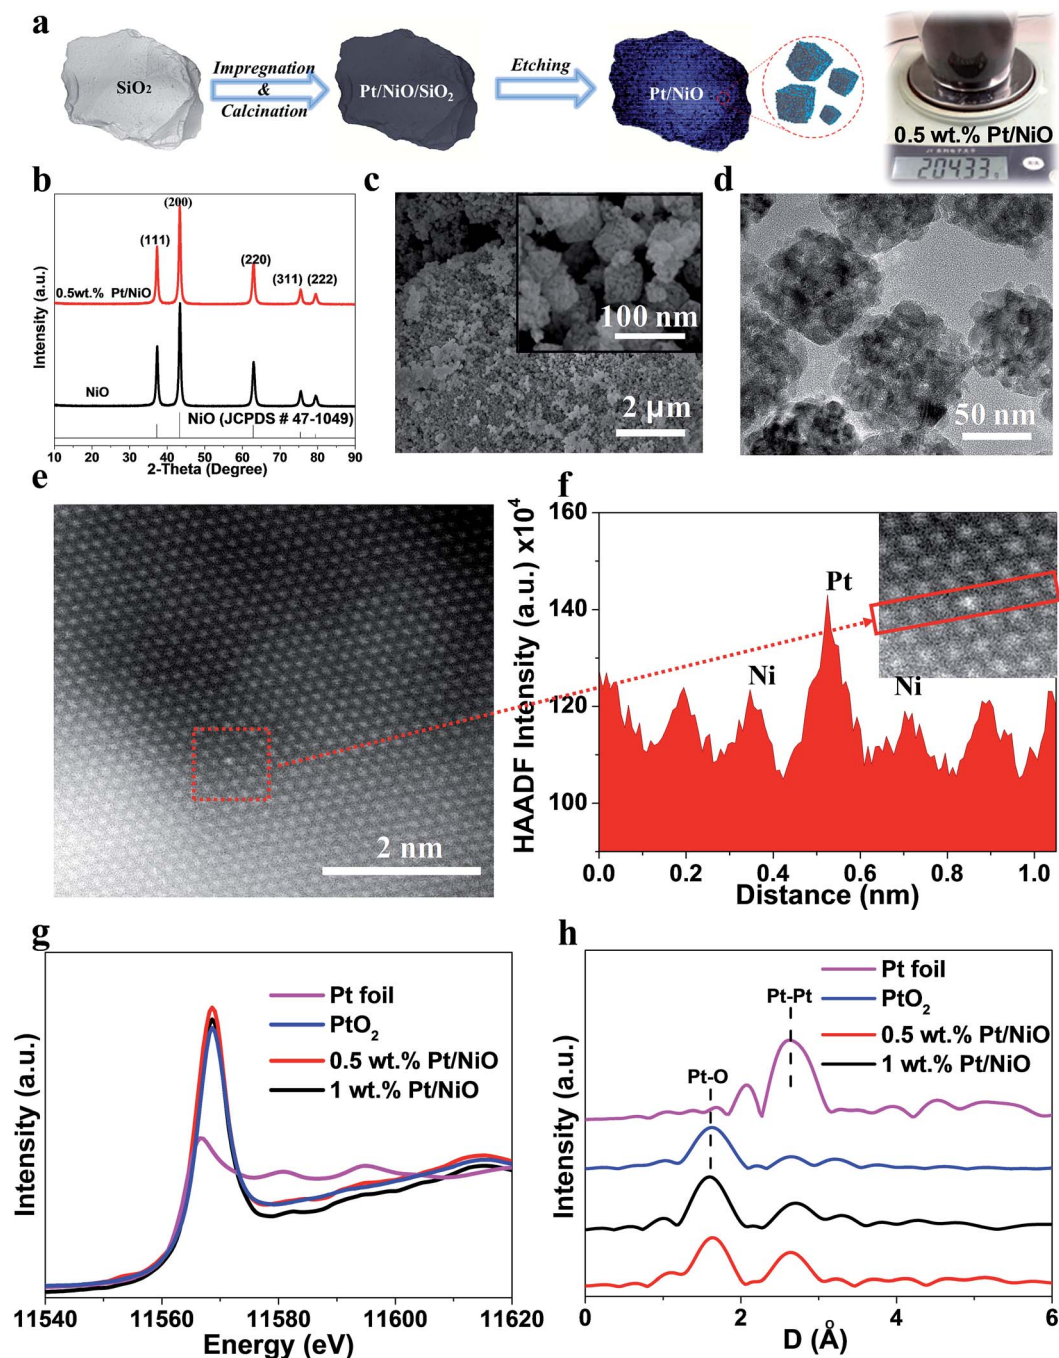 a
SiO2
Impregnation
&
Calcination
Pt/NiO/SiO2
Etching
Pt/NiO
0.5 wt.% Pt/NiO
204.33 g
b
Intensity (a.u.)
(111)
(200)
(220)
(311)
(222)
0.5wt.% Pt/NiO
NiO
NiO (JCPDS # 47-1049)
10 20 30 40 50 60 70 80 90
2-Theta (Degree)
c
100 nm
2 μm
d
50 nm
e
2 nm
f
HAADF Intensity (a.u.) x10⁴
160
140
120
100
Ni
Pt
Ni
0.0 0.2 0.4 0.6 0.8 1.0
Distance (nm)
g
Intensity (a.u.)
Pt foil
PtO2
0.5 wt.% Pt/NiO
1 wt.% Pt/NiO
11540 11560 11580 11600 11620
Energy (eV)
h
Intensity (a.u.)
Pt-O
Pt-Pt
Pt foil
PtO2
0.5 wt.% Pt/NiO
1 wt.% Pt/NiO
0 2 4 6
D (Å)